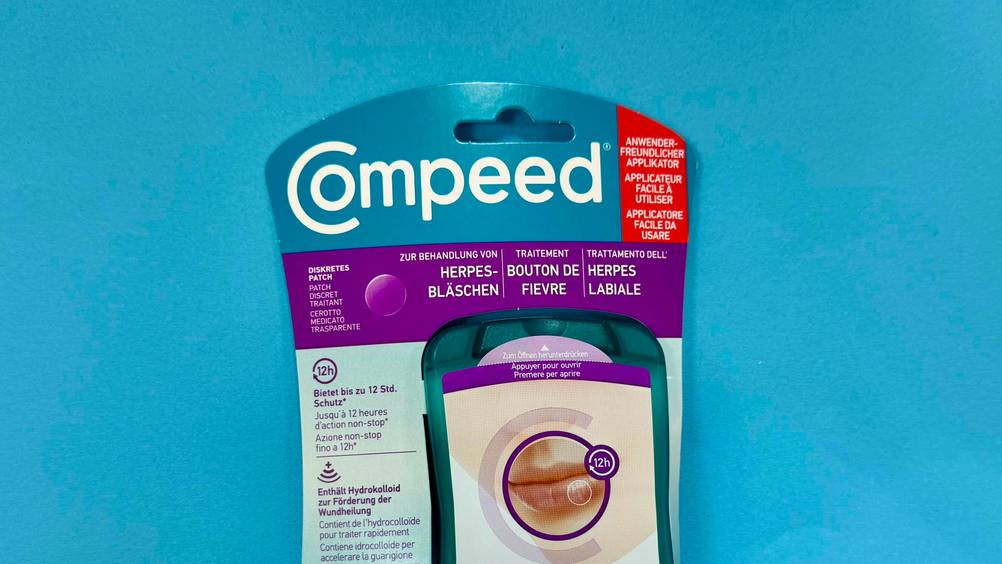 Compeed®
ANWENDER-
FREUNDLICHER
APPLIKATOR
APPLICATEUR
FACILE À
UTILISER
APPLICATORE
FACILE DA
USARE
DISKRETES
PATCH
PATCH
DISCRET
TRAITANT
CEROTTO
MEDICATO
TRASPARENTE
ZUR BEHANDLUNG VON
HERPES-
BLÄSCHEN
TRAITEMENT
BOUTON DE
FIEVRE
TRATTAMENTO DELL'
HERPES
LABIALE
12h
Bietet bis zu 12 Std.
Schutz*
Jusqu'à 12 heures
d'action non-stop*
Azione non-stop
fino a 12h*
Enthält Hydrokolloid
zur Förderung der
Wundheilung
Contient de l'hydrocolloïde
pour traiter rapidement
Contiene idrocolloide per
accelerare la guarigione
Zum Öffnen herunterdrücken
Appuyer pour ouvrir
Premere per aprire
12h